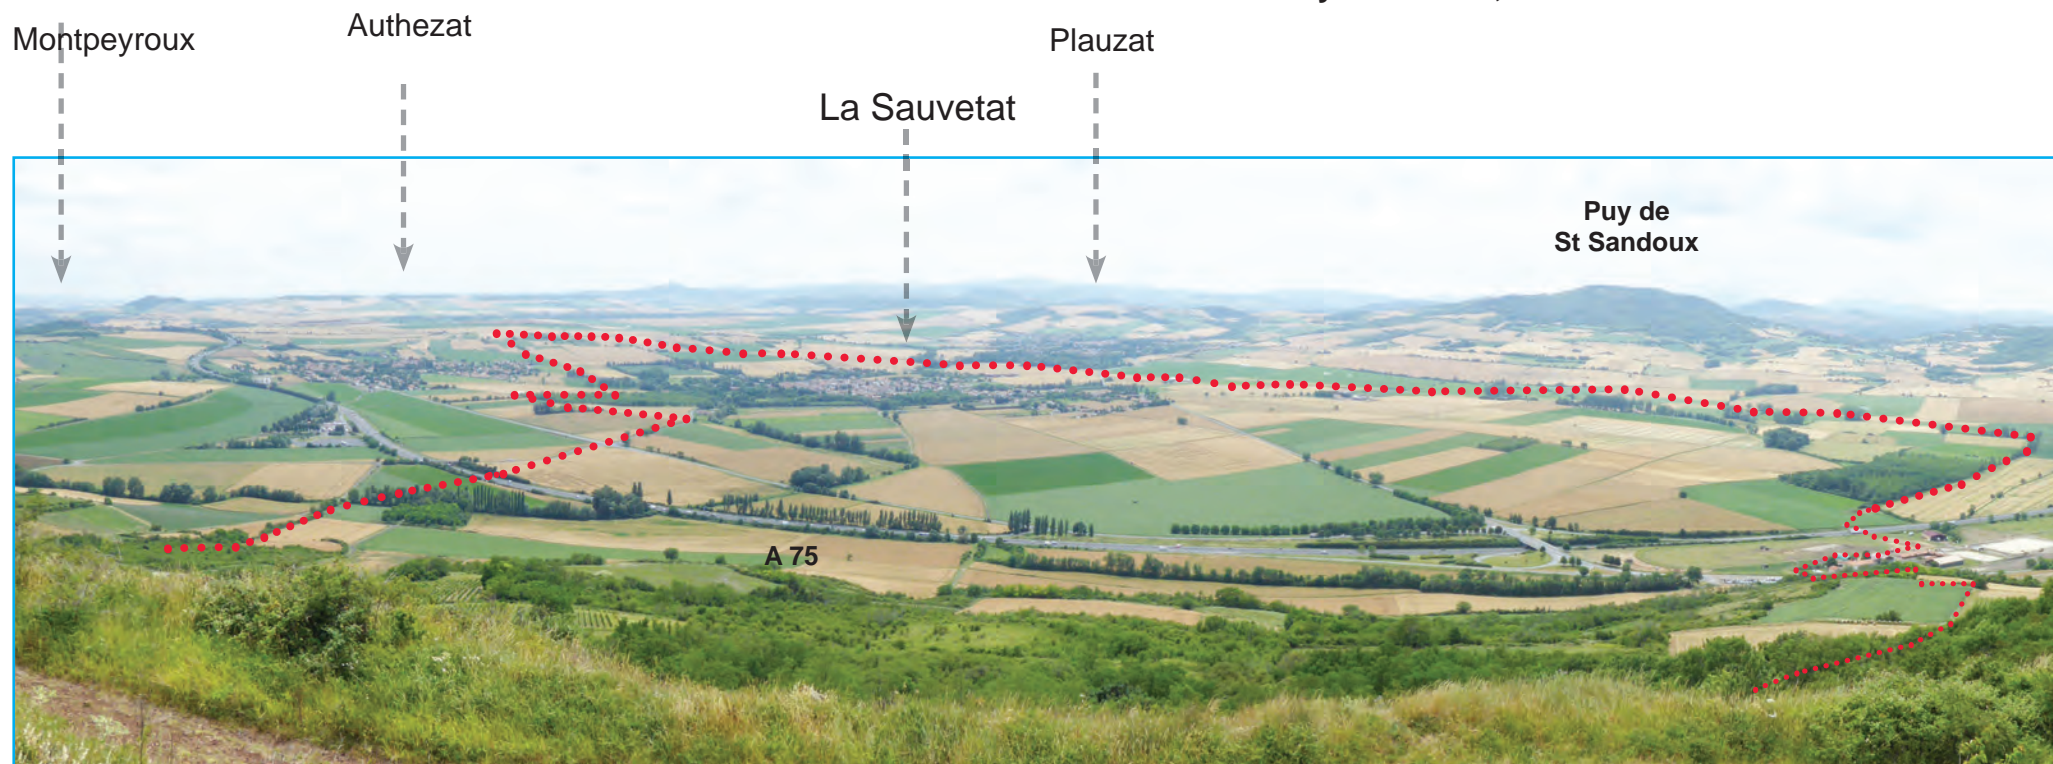 Montpeyroux
Authezat
Plauzat
La Sauvetat
Puy de
St Sandoux
A 75